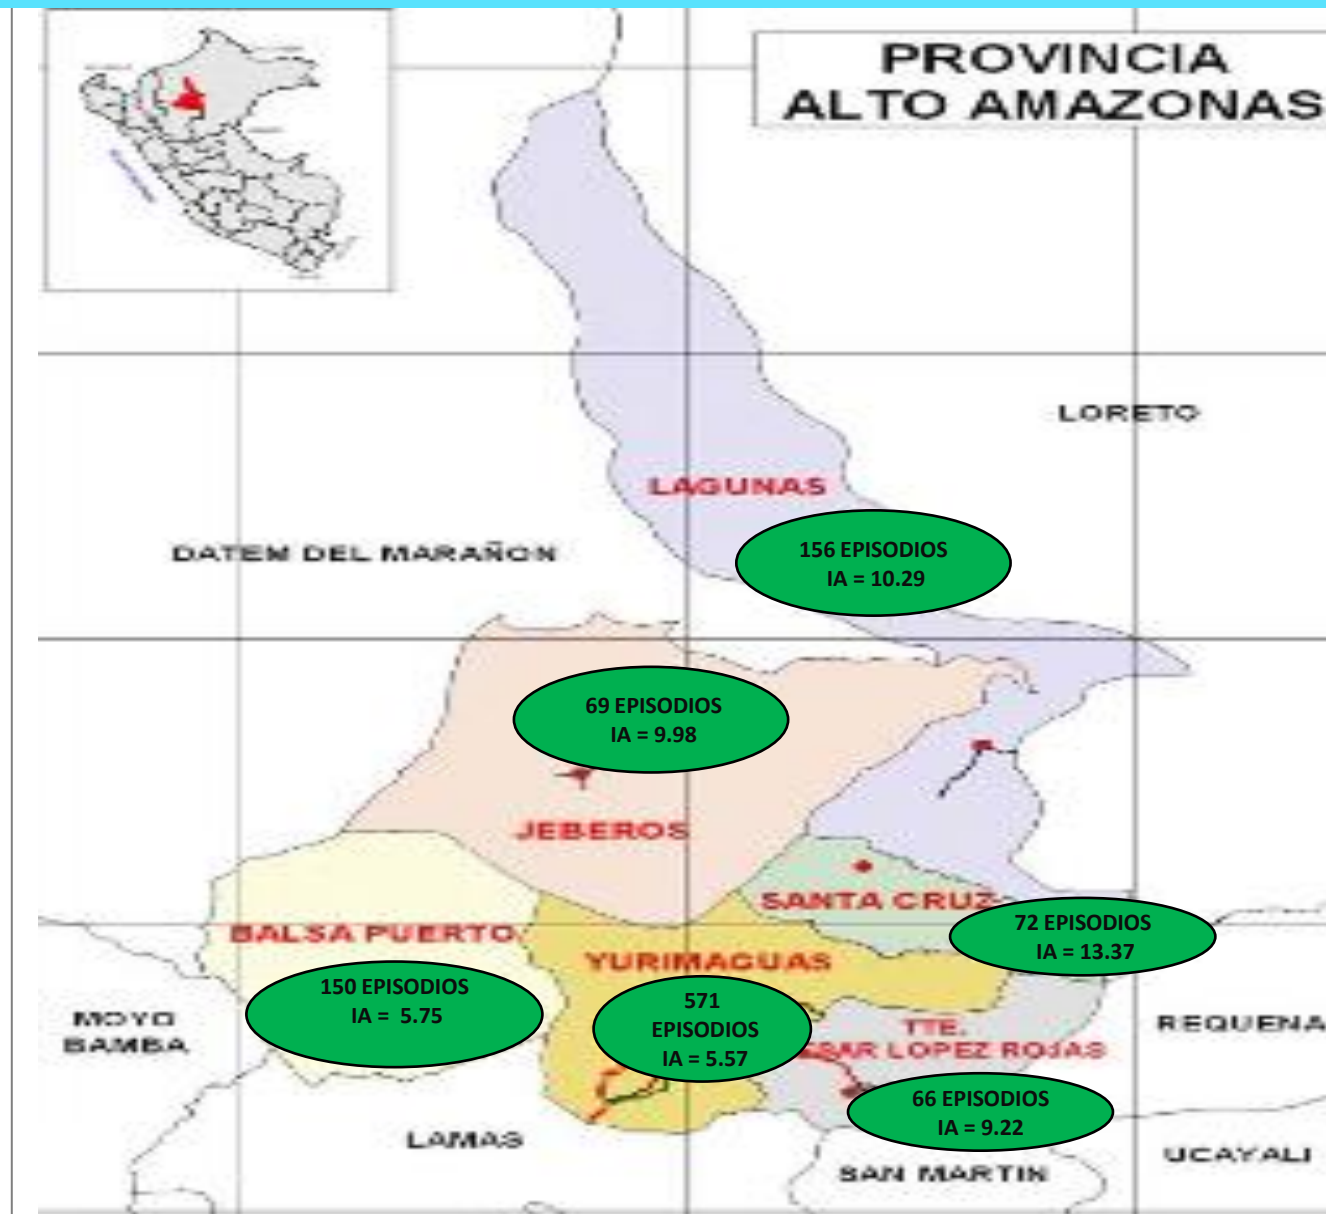 PROVINCIA
ALTO AMAZONAS
LORETO
LAGUNAS
DATEM DEL MARAÑON
156 EPISODIOS
IA = 10.29
69 EPISODIOS
IA = 9.98
JEBEROS
SANTA CRUZ
72 EPISODIOS
IA = 13.37
BALSA PUERTO
YURIMAGUAS
150 EPISODIOS
IA = 5.75
571
EPISODIOS
IA = 5.57
MOYO
BAMBA
TTE.
SAR LOPEZ ROJAS
REQUENA
66 EPISODIOS
IA = 9.22
LAMAS
SAN MARTIN
UCAYALI